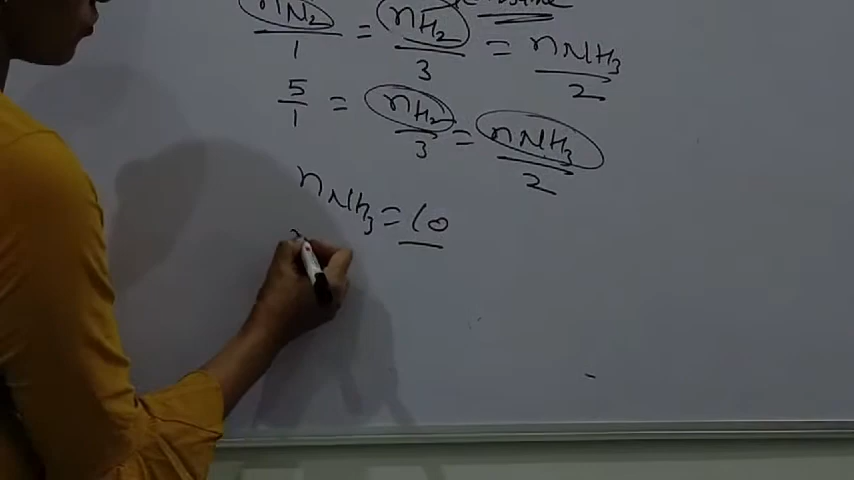 nN₂/1 = nH₂/3 = nNH₃/2
5/1 = nH₂/3 = nNH₃/2
nNH₃ = 10
n